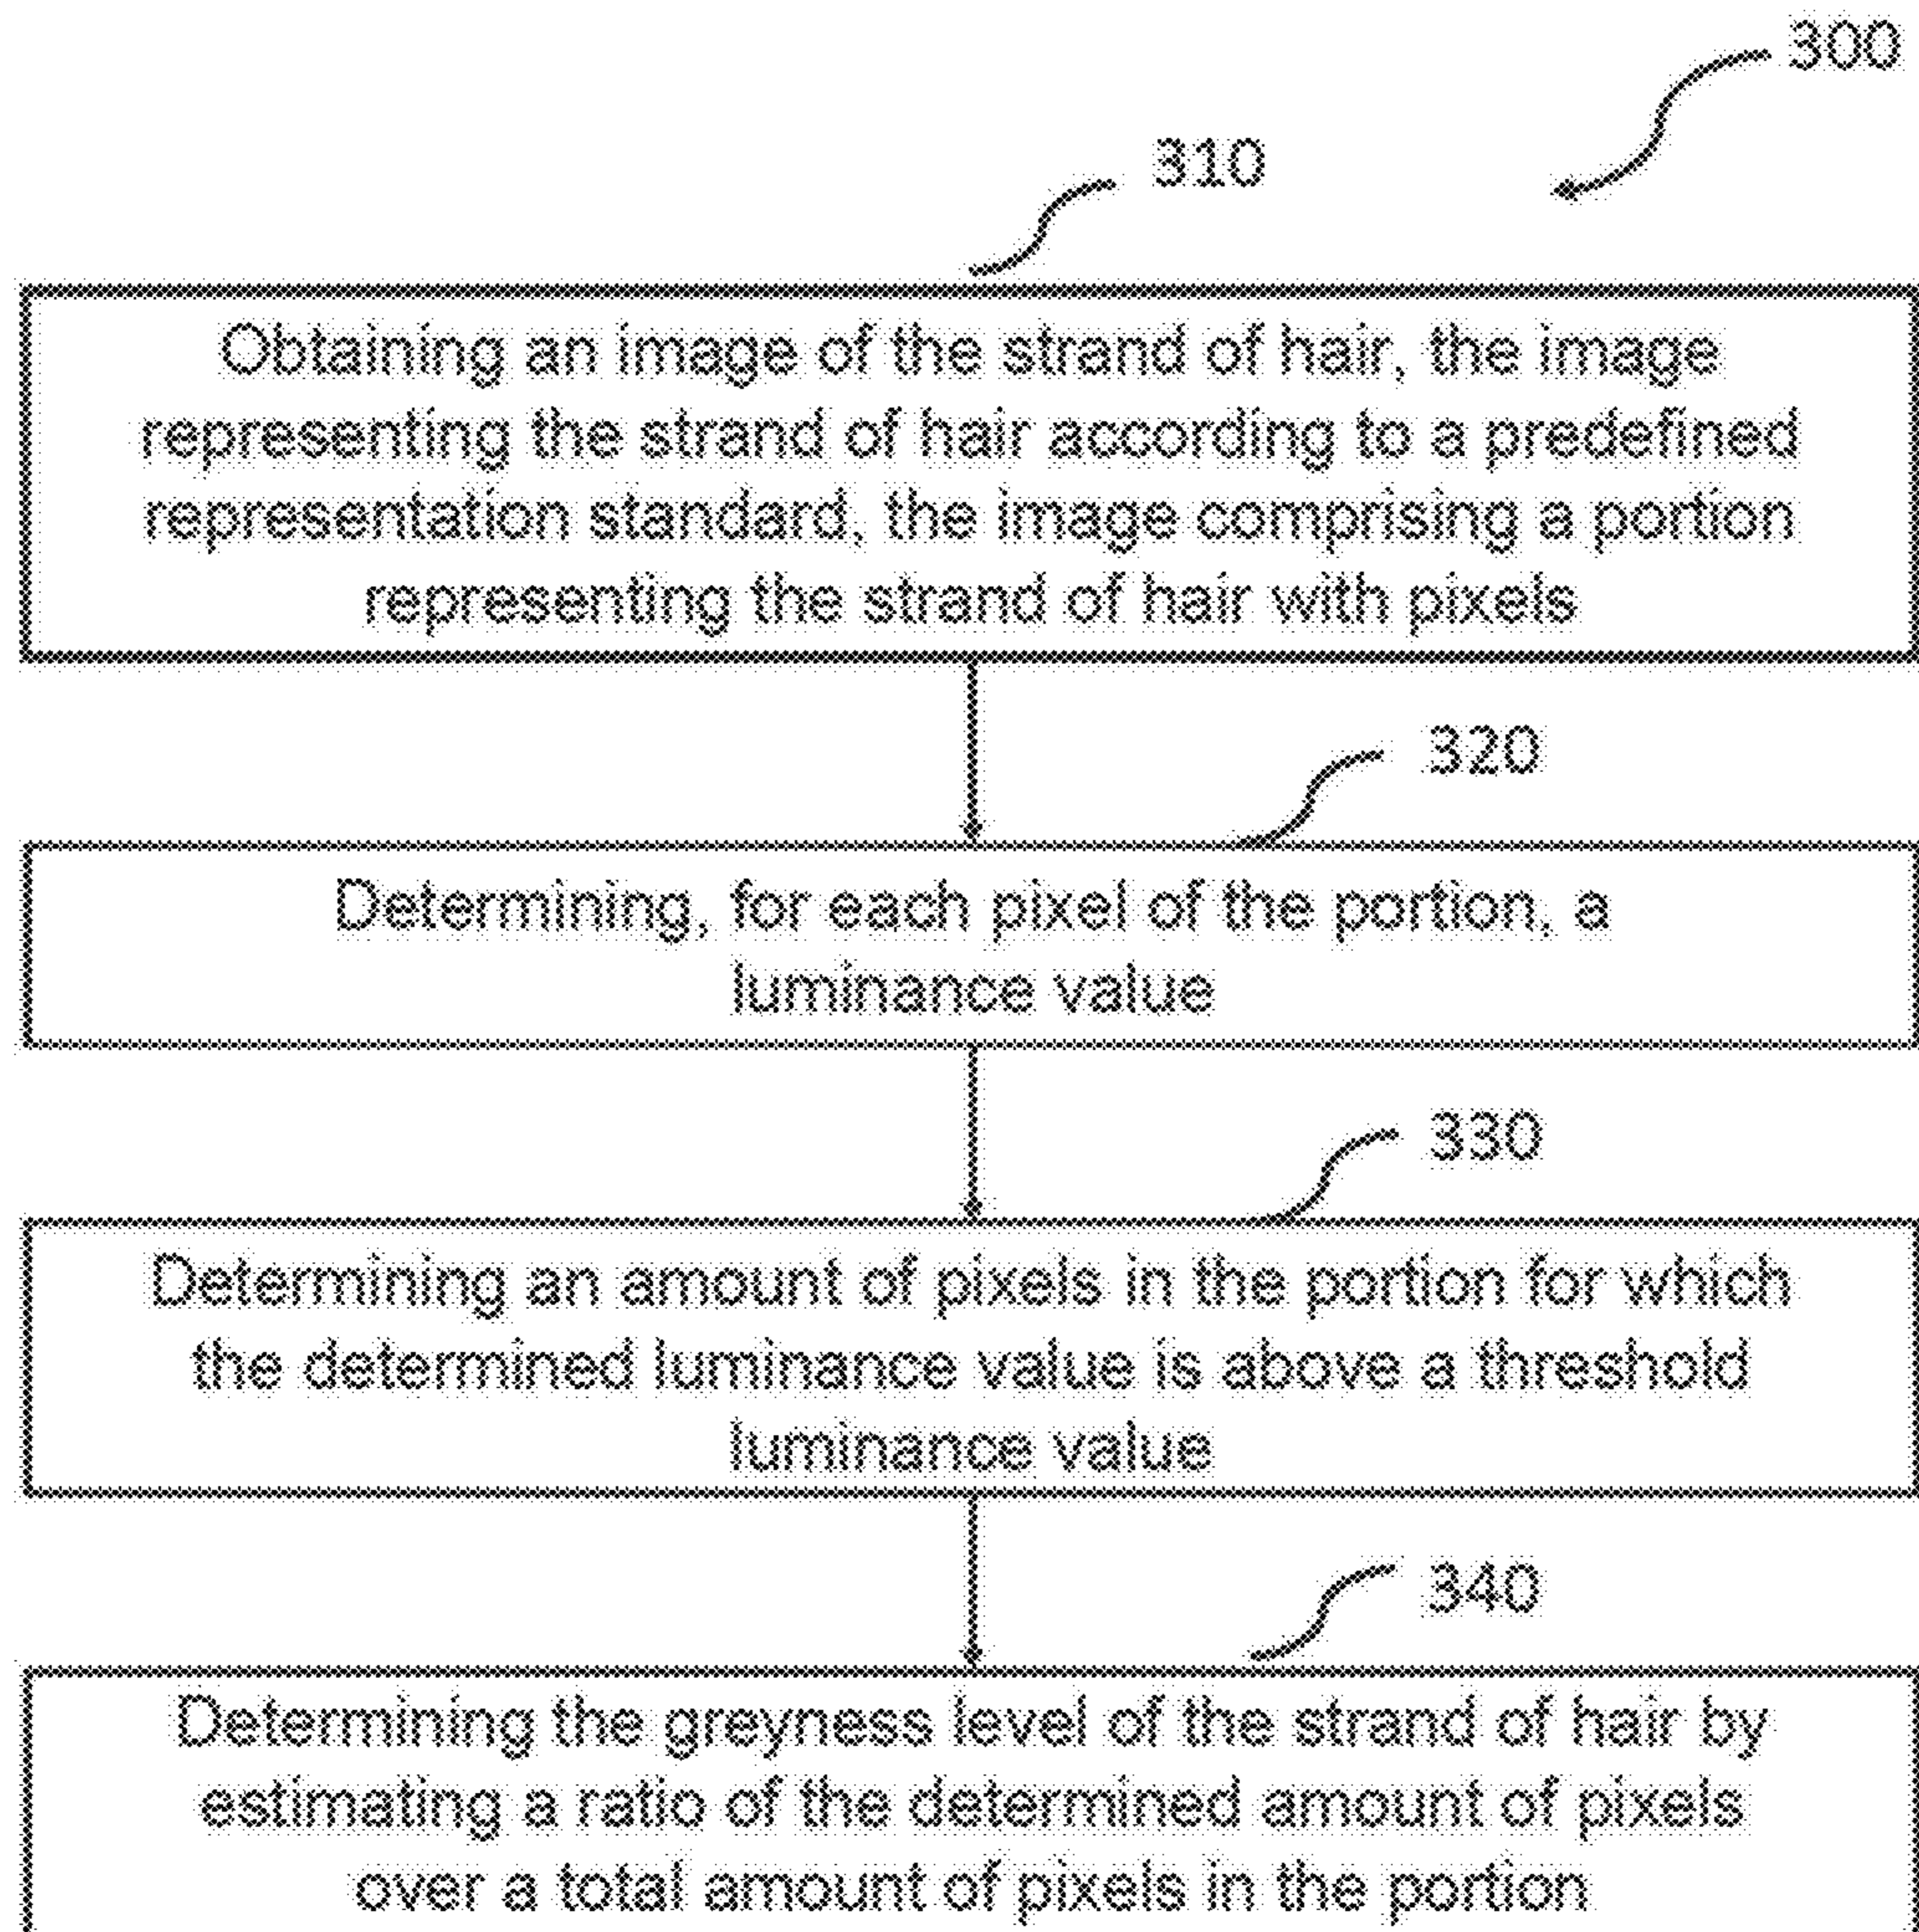 300
310
Obtaining an image of the strand of hair, the image
representing the strand of hair according to a predefined
representation standard, the image comprising a portion
representing the strand of hair with pixels
320
Determining, for each pixel of the portion, a
luminance value
330
Determining an amount of pixels in the portion for which
the determined luminance value is above a threshold
luminance value
340
Determining the greyness level of the strand of hair by
estimating a ratio of the determined amount of pixels
over a total amount of pixels in the portion